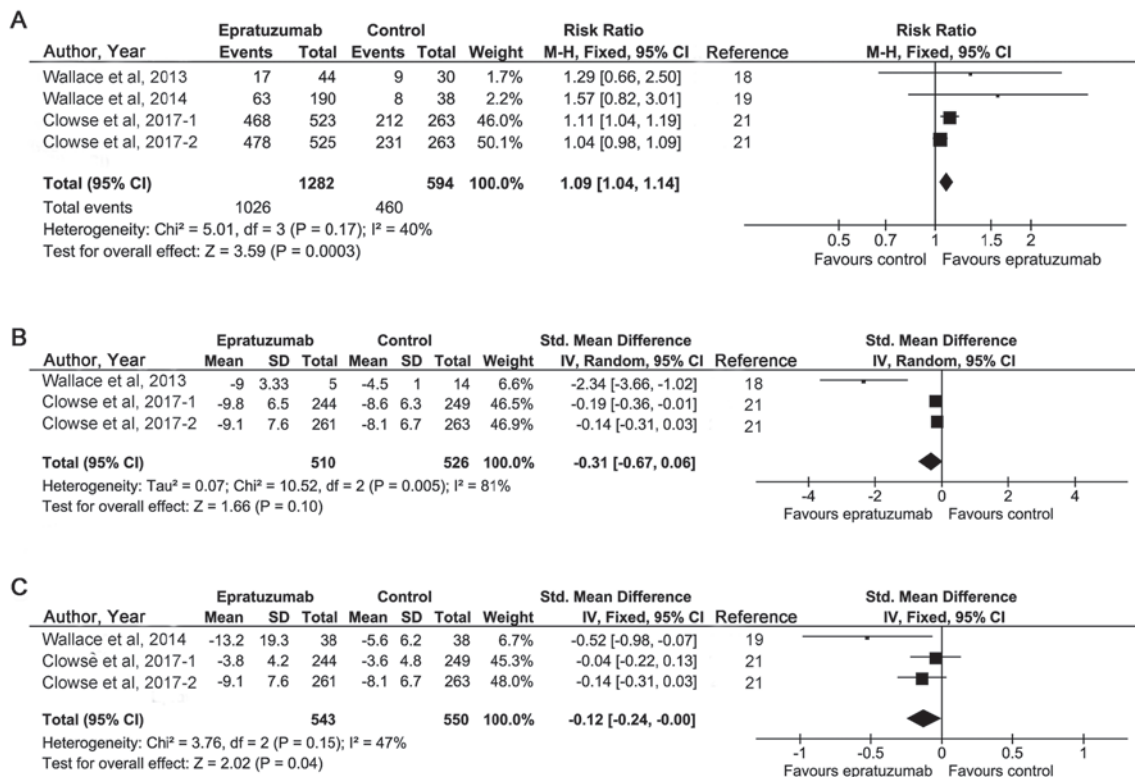 A
Epratuzumab Control Risk Ratio Risk Ratio
Author, Year Events Total Events Total Weight M-H, Fixed, 95% CI Reference M-H, Fixed, 95% CI
Wallace et al, 2013 17 44 9 30 1.7% 1.29 [0.66, 2.50] 18
Wallace et al, 2014 63 190 8 38 2.2% 1.57 [0.82, 3.01] 19
Clowse et al, 2017-1 468 523 212 263 46.0% 1.11 [1.04, 1.19] 21
Clowse et al, 2017-2 478 525 231 263 50.1% 1.04 [0.98, 1.09] 21
Total (95% CI) 1282 594 100.0% 1.09 [1.04, 1.14]
Total events 1026 460
Heterogeneity: Chi² = 5.01, df = 3 (P = 0.17); I² = 40%
Test for overall effect: Z = 3.59 (P = 0.0003)
0.5 0.7 1 1.5 2
Favours control Favours epratuzumab
B
Epratuzumab Control Std. Mean Difference Std. Mean Difference
Author, Year Mean SD Total Mean SD Total Weight IV, Random, 95% CI Reference IV, Random, 95% CI
Wallace et al, 2013 -9 3.33 5 -4.5 1 14 6.6% -2.34 [-3.66, -1.02] 18
Clowse et al, 2017-1 -9.8 6.5 244 -8.6 6.3 249 46.5% -0.19 [-0.36, -0.01] 21
Clowse et al, 2017-2 -9.1 7.6 261 -8.1 6.7 263 46.9% -0.14 [-0.31, 0.03] 21
Total (95% CI) 510 526 100.0% -0.31 [-0.67, 0.06]
Heterogeneity: Tau² = 0.07; Chi² = 10.52, df = 2 (P = 0.005); I² = 81%
Test for overall effect: Z = 1.66 (P = 0.10)
-4 -2 0 2 4
Favours epratuzumab Favours control
C
Epratuzumab Control Std. Mean Difference Std. Mean Difference
Author, Year Mean SD Total Mean SD Total Weight IV, Fixed, 95% CI Reference IV, Fixed, 95% CI
Wallace et al, 2014 -13.2 19.3 38 -5.6 6.2 38 6.7% -0.52 [-0.98, -0.07] 19
Clowse et al, 2017-1 -3.8 4.2 244 -3.6 4.8 249 45.3% -0.04 [-0.22, 0.13] 21
Clowse et al, 2017-2 -9.1 7.6 261 -8.1 6.7 263 48.0% -0.14 [-0.31, 0.03] 21
Total (95% CI) 543 550 100.0% -0.12 [-0.24, -0.00]
Heterogeneity: Chi² = 3.76, df = 2 (P = 0.15); I² = 47%
Test for overall effect: Z = 2.02 (P = 0.04)
-1 -0.5 0 0.5 1
Favours epratuzumab Favours control